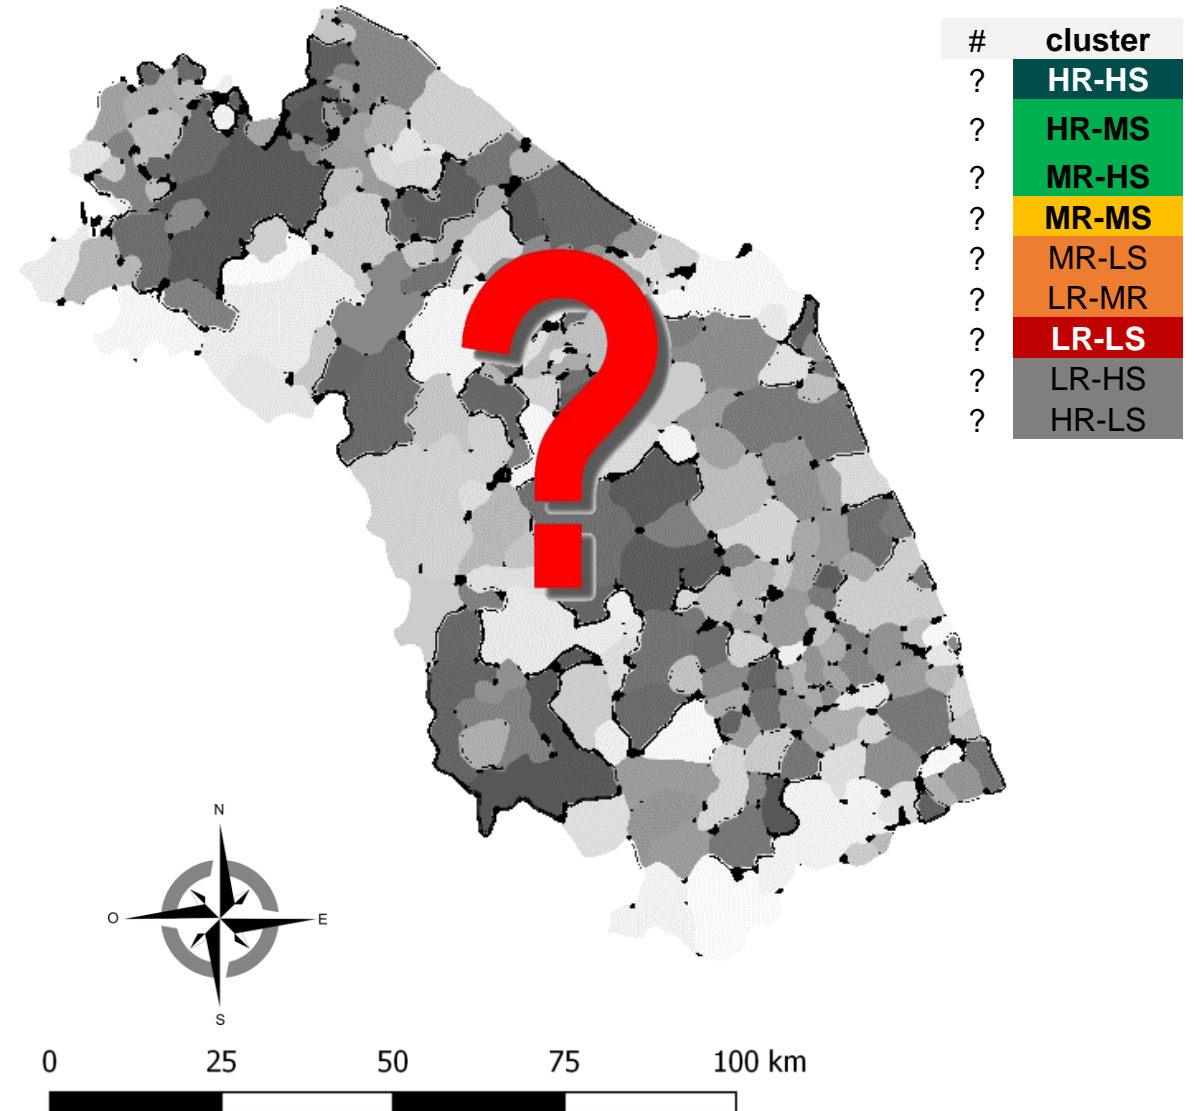 # cluster
? HR-HS
? HR-MS
? MR-HS
? MR-MS
? MR-LS
? LR-MR
? LR-LS
? LR-HS
? HR-LS
?
N
O E
S
0 25 50 75 100 km